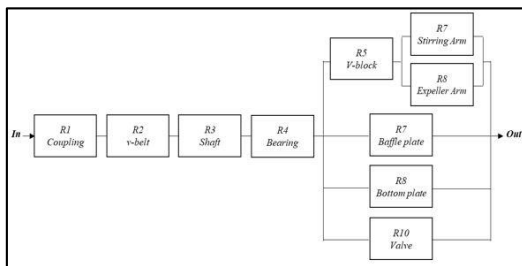 R7
Stirring Arm
R5
V-block
R8
Expeller Arm
In
R1
Coupling
R2
v-belt
R3
Shaft
R4
Bearing
R7
Baffle plate
Out
R8
Bottom plate
R10
Valve